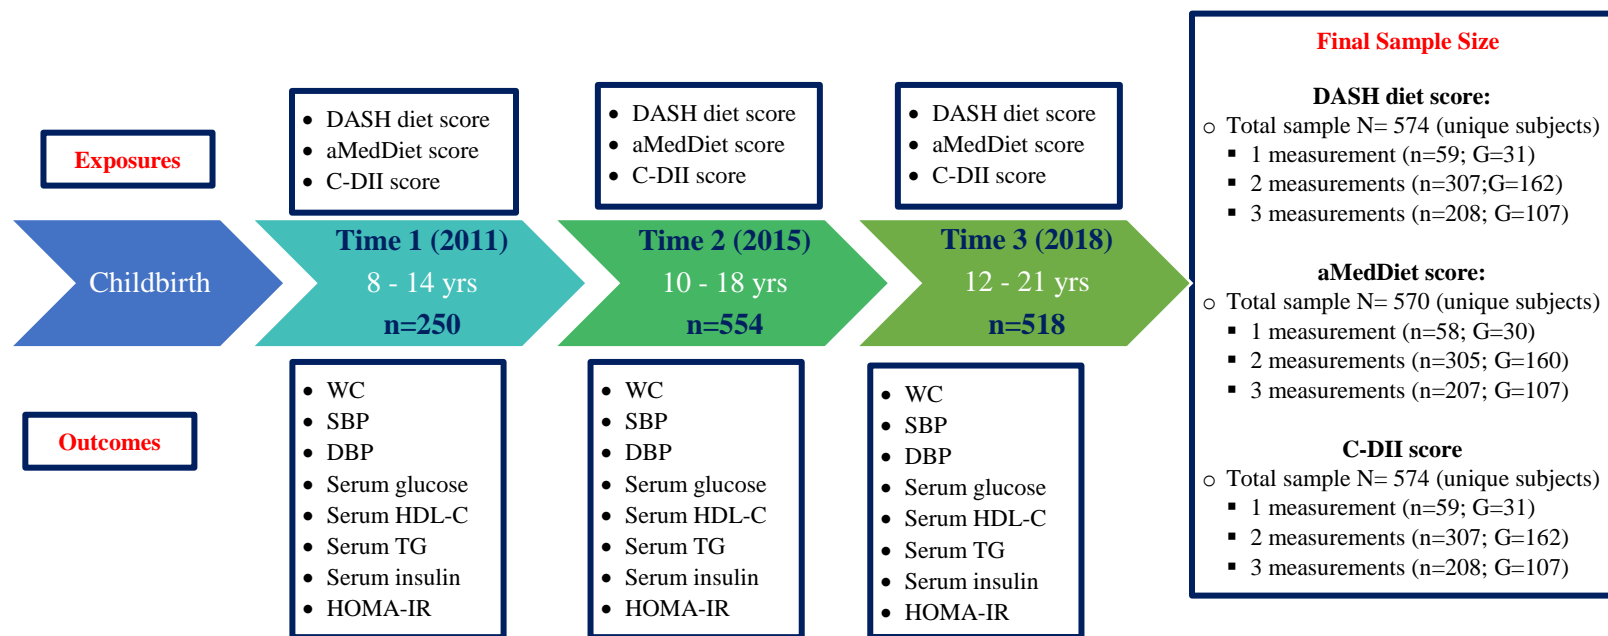 Exposures
• DASH diet score
• aMedDiet score
• C-DII score
• DASH diet score
• aMedDiet score
• C-DII score
• DASH diet score
• aMedDiet score
• C-DII score
Childbirth
Time 1 (2011)
8 - 14 yrs
n=250
Time 2 (2015)
10 - 18 yrs
n=554
Time 3 (2018)
12 - 21 yrs
n=518
Outcomes
• WC
• SBP
• DBP
• Serum glucose
• Serum HDL-C
• Serum TG
• Serum insulin
• HOMA-IR
• WC
• SBP
• DBP
• Serum glucose
• Serum HDL-C
• Serum TG
• Serum insulin
• HOMA-IR
• WC
• SBP
• DBP
• Serum glucose
• Serum HDL-C
• Serum TG
• Serum insulin
• HOMA-IR
Final Sample Size
DASH diet score:
o Total sample N= 574 (unique subjects)
▪ 1 measurement (n=59; G=31)
▪ 2 measurements (n=307;G=162)
▪ 3 measurements (n=208; G=107)
aMedDiet score:
o Total sample N= 570 (unique subjects)
▪ 1 measurement (n=58; G=30)
▪ 2 measurements (n=305; G=160)
▪ 3 measurements (n=207; G=107)
C-DII score
o Total sample N= 574 (unique subjects)
▪ 1 measurement (n=59; G=31)
▪ 2 measurements (n=307; G=162)
▪ 3 measurements (n=208; G=107)